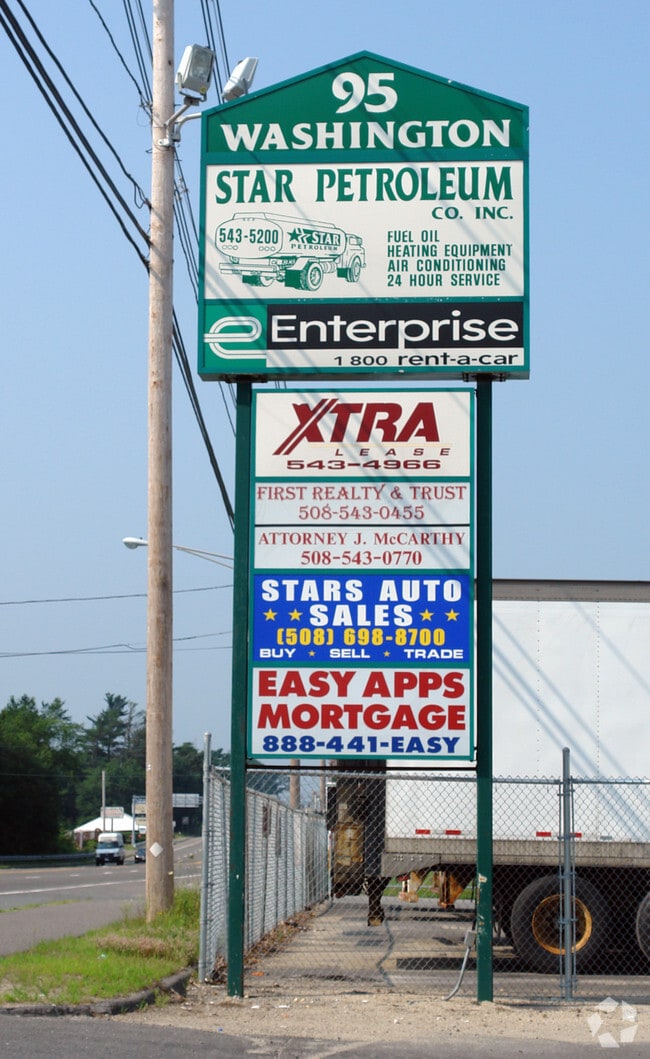 95
WASHINGTON
STAR PETROLEUM
CO. INC.
543-5200
STAR
PETROLEUM
FUEL OIL
HEATING EQUIPMENT
AIR CONDITIONING
24 HOUR SERVICE
Enterprise
1 800 rent-a-car
XTRA
LEASE
543-4966
FIRST REALTY & TRUST
508-543-0455
ATTORNEY J. McCARTHY
508-543-0770
STARS AUTO
SALES
(508) 698-8700
BUY SELL TRADE
EASY APPS
MORTGAGE
888-441-EASY